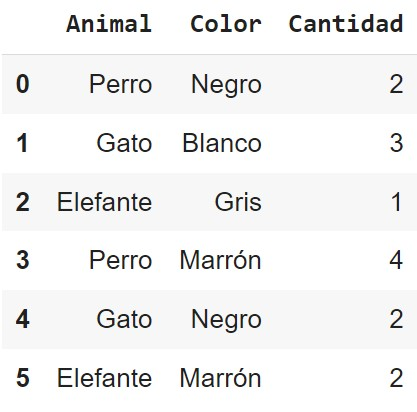 Animal Color Cantidad
0 Perro Negro 2
1 Gato Blanco 3
2 Elefante Gris 1
3 Perro Marrón 4
4 Gato Negro 2
5 Elefante Marrón 2